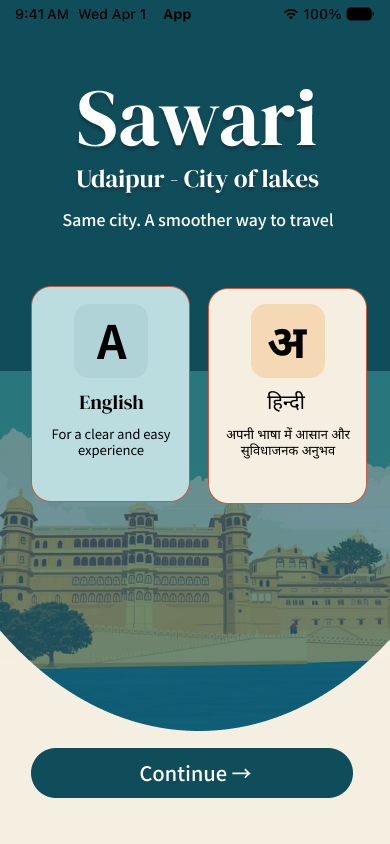 9:41 AM Wed Apr 1 App 100%
Sawari
Udaipur - City of lakes
Same city. A smoother way to travel
A
English
For a clear and easy
experience
अ
हिन्दी
अपनी भाषा में आसान और
सुविधाजनक अनुभव
Continue →